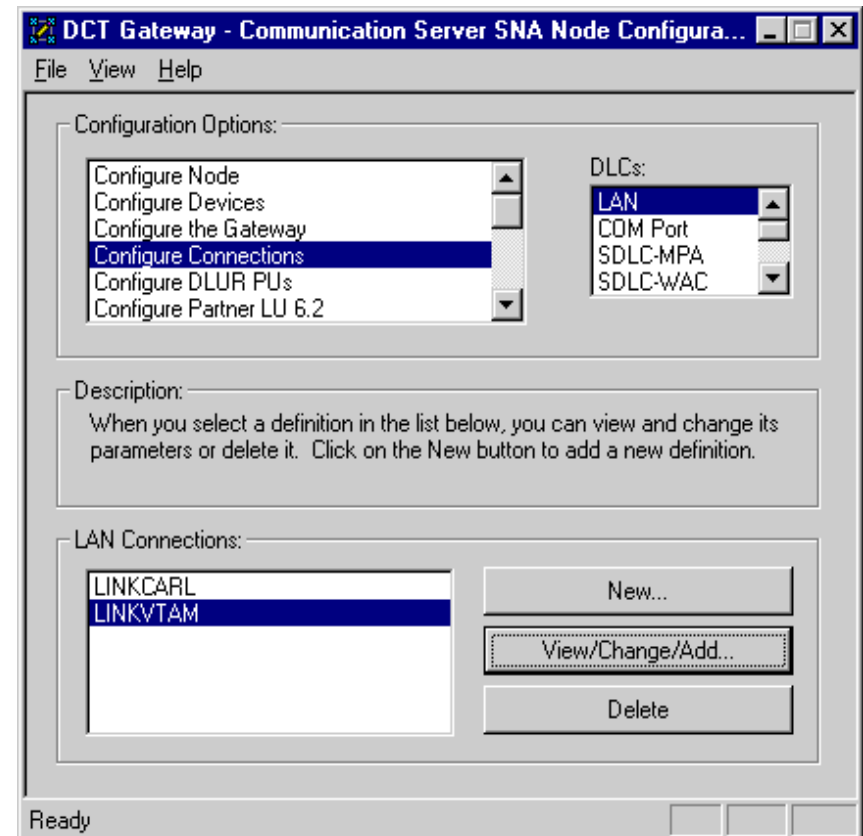 DCT Gateway - Communication Server SNA Node Configura...
File View Help
Configuration Options:
Configure Node
Configure Devices
Configure the Gateway
Configure Connections
Configure DLUR PUs
Configure Partner LU 6.2
DLCs:
LAN
COM Port
SDLC-MPA
SDLC-WAC
Description:
When you select a definition in the list below, you can view and change its
parameters or delete it. Click on the New button to add a new definition.
LAN Connections:
LINKCARL
LINKVTAM
New...
View/Change/Add...
Delete
Ready